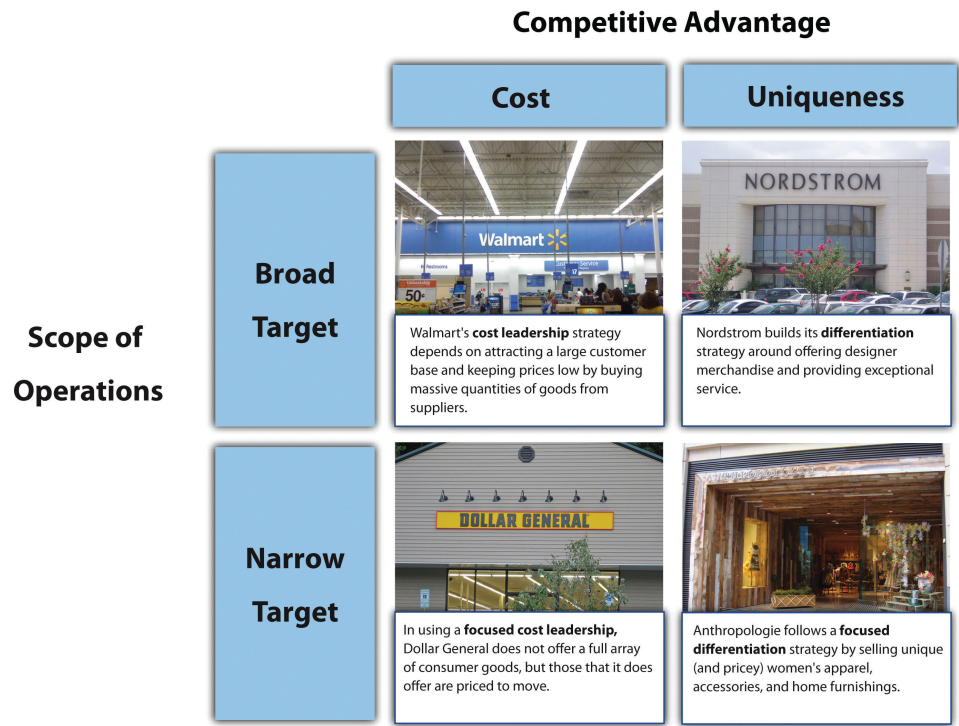 Competitive Advantage
Cost
Uniqueness
Scope of
Operations
Broad
Target
Walmart
Restrooms
Service
17
50¢
NORDSTROM
Walmart's cost leadership strategy
depends on attracting a large customer
base and keeping prices low by buying
massive quantities of goods from
suppliers.
Nordstrom builds its differentiation
strategy around offering designer
merchandise and providing exceptional
service.
Narrow
Target
DOLLAR GENERAL
In using a focused cost leadership,
Dollar General does not offer a full array
of consumer goods, but those that it does
offer are priced to move.
Anthropologie follows a focused
differentiation strategy by selling unique
(and pricey) women's apparel,
accessories, and home furnishings.